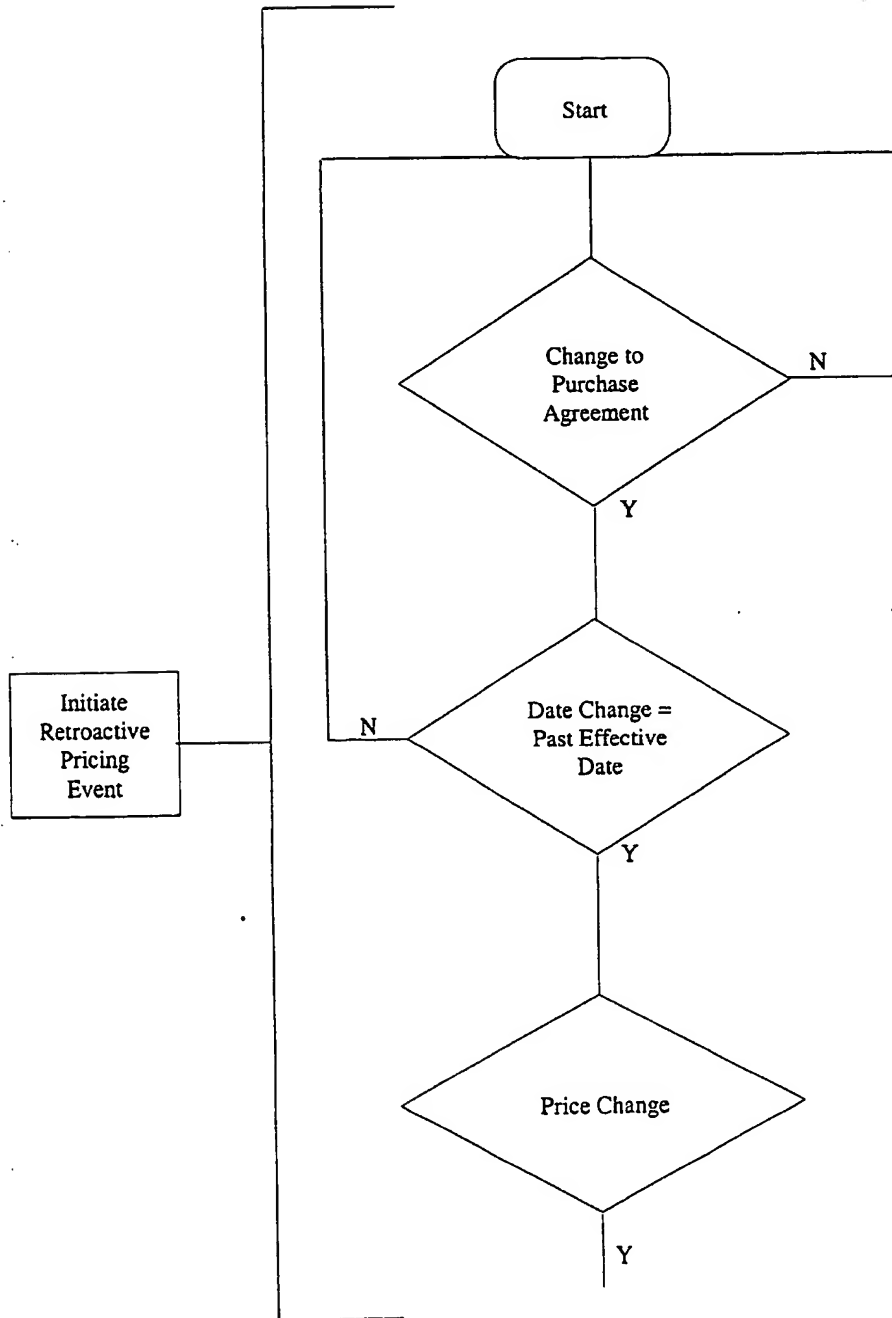 Start
Change to
Purchase
Agreement
N
Y
Initiate
Retroactive
Pricing
Event
N
Date Change =
Past Effective
Date
Y
Price Change
Y